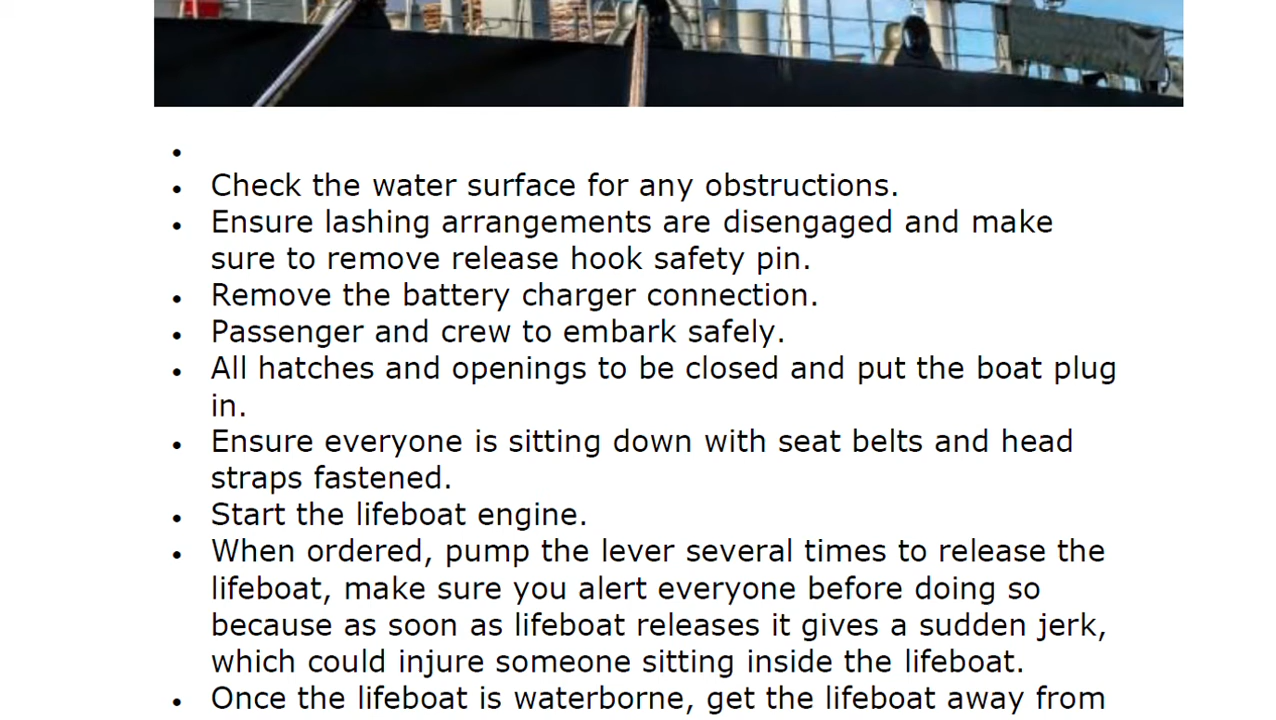 • Check the water surface for any obstructions.
• Ensure lashing arrangements are disengaged and make
sure to remove release hook safety pin.
• Remove the battery charger connection.
• Passenger and crew to embark safely.
• All hatches and openings to be closed and put the boat plug
in.
• Ensure everyone is sitting down with seat belts and head
straps fastened.
• Start the lifeboat engine.
• When ordered, pump the lever several times to release the
lifeboat, make sure you alert everyone before doing so
because as soon as lifeboat releases it gives a sudden jerk,
which could injure someone sitting inside the lifeboat.
• Once the lifeboat is waterborne, get the lifeboat away from